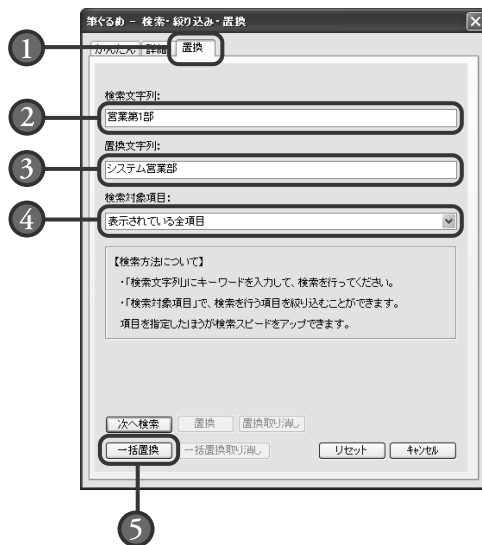 筆ぐるめ - 検索・絞り込み・置換
1
かんたん 詳細 置換
検索文字列:
2
営業第1部
置換文字列:
3
システム営業部
検索対象項目:
4
表示されている全項目
【検索方法について】
・「検索文字列」にキーワードを入力して、検索を行ってください。
・「検索対象項目」で、検索を行う項目を絞り込むことができます。
項目を指定したほうが検索スピードをアップできます。
次へ検索 置換 置換取り消し
一括置換 一括置換取り消し リセット キャンセル
5